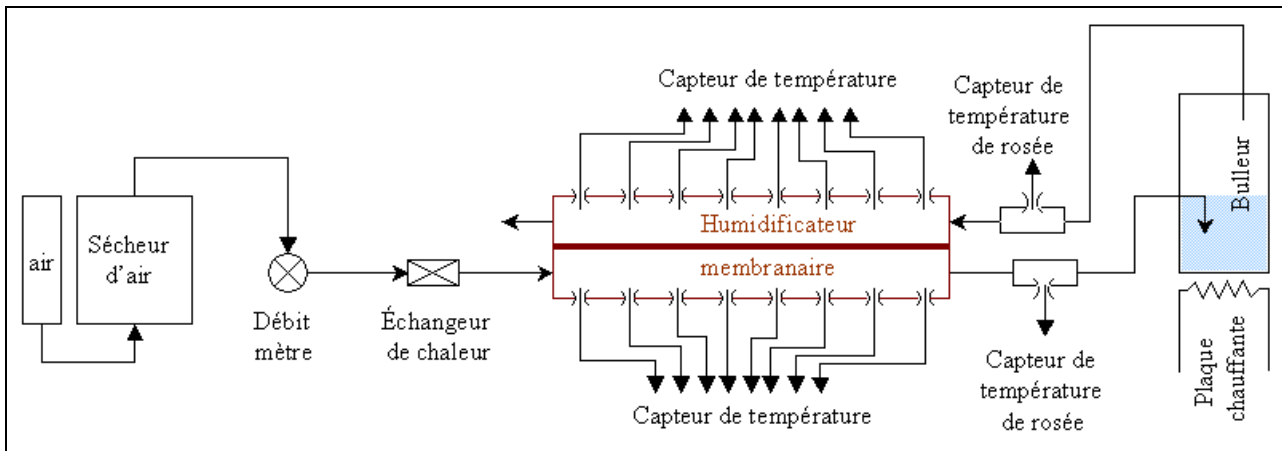 air
Sécheur
d'air
Débit
mètre
Échangeur
de chaleur
Capteur de température
Humidificateur
membranaire
Capteur de température
Capteur de
température
de rosée
Capteur de
température
de rosée
Bulleur
Plaque
chauffante